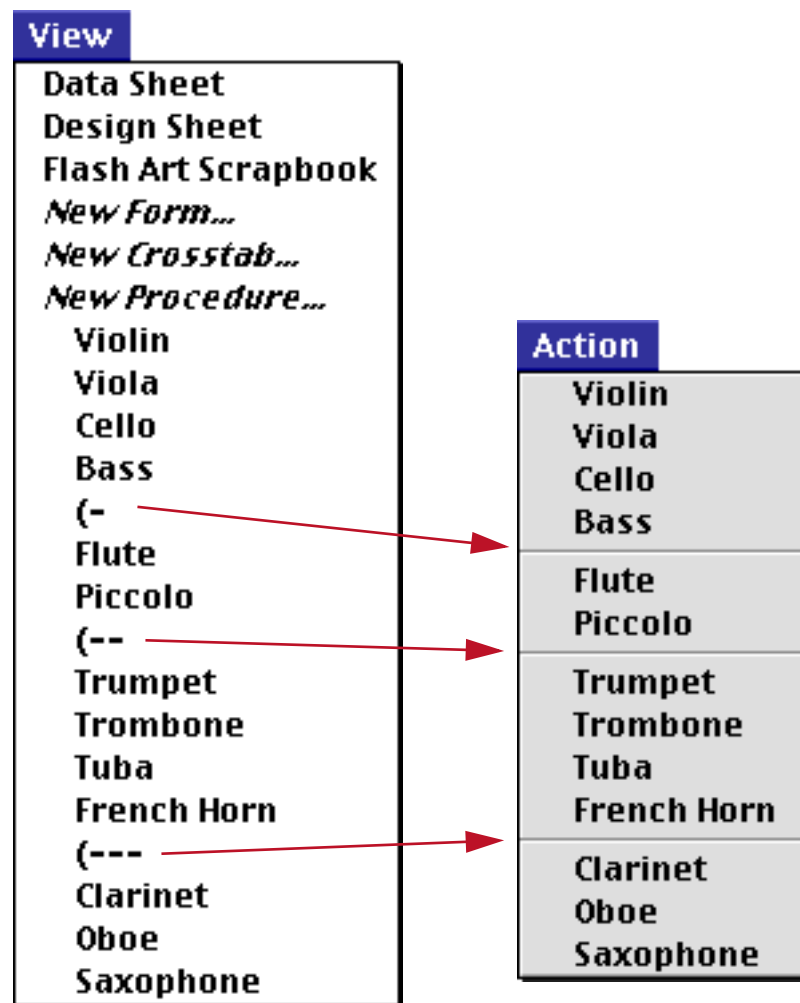 View
Data Sheet
Design Sheet
Flash Art Scrapbook
New Form...
New Crosstab...
New Procedure...
Violin
Viola
Cello
Bass
(-
Flute
Piccolo
(--
Trumpet
Trombone
Tuba
French Horn
(---
Clarinet
Oboe
Saxophone
Action
Violin
Viola
Cello
Bass
Flute
Piccolo
Trumpet
Trombone
Tuba
French Horn
Clarinet
Oboe
Saxophone